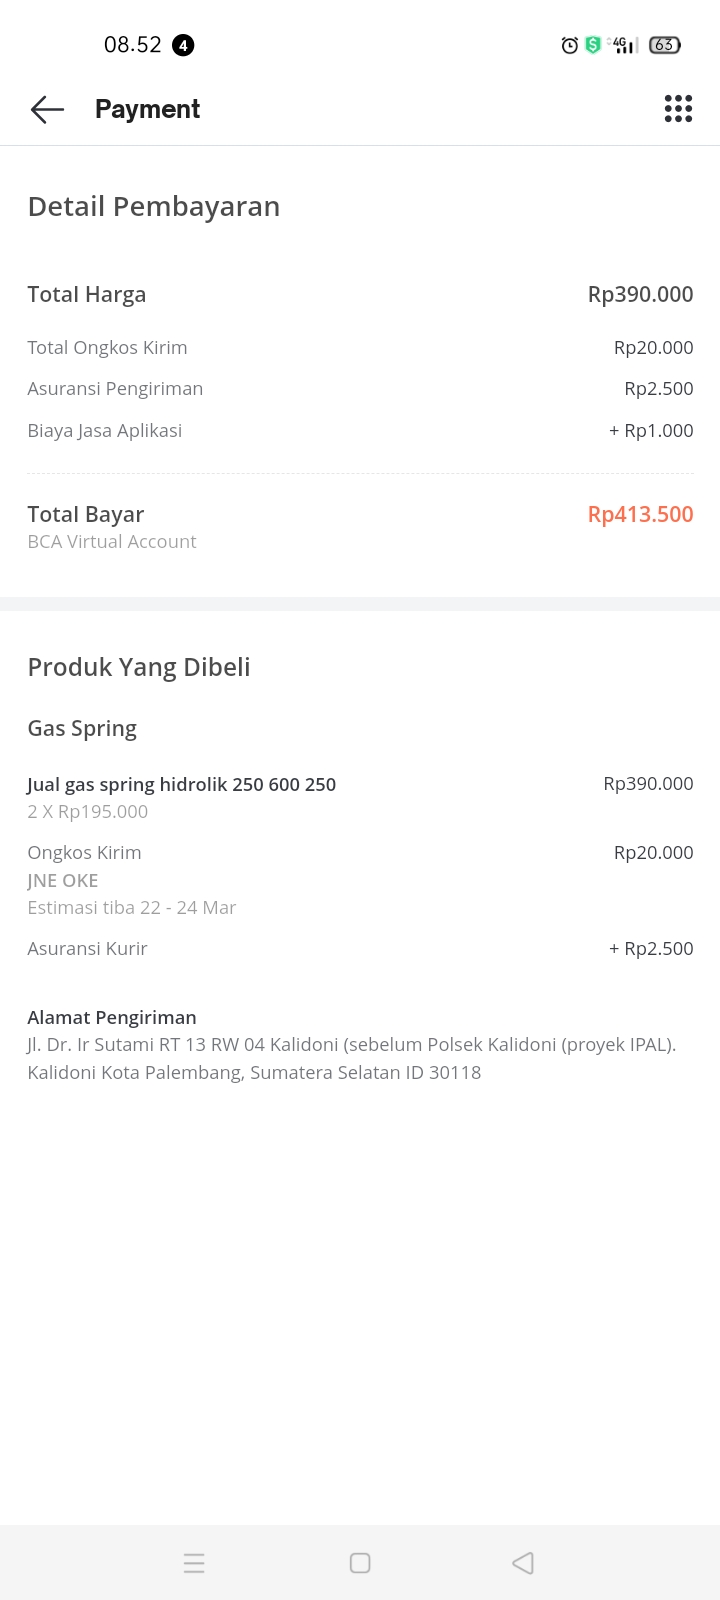 08.52 4 4G 63
Payment
Detail Pembayaran
Total Harga Rp390.000
Total Ongkos Kirim Rp20.000
Asuransi Pengiriman Rp2.500
Biaya Jasa Aplikasi + Rp1.000
Total Bayar Rp413.500
BCA Virtual Account
Produk Yang Dibeli
Gas Spring
Jual gas spring hidrolik 250 600 250 Rp390.000
2 X Rp195.000
Ongkos Kirim Rp20.000
JNE OKE
Estimasi tiba 22 - 24 Mar
Asuransi Kurir + Rp2.500
Alamat Pengiriman
Jl. Dr. Ir Sutami RT 13 RW 04 Kalidoni (sebelum Polsek Kalidoni (proyek IPAL).
Kalidoni Kota Palembang, Sumatera Selatan ID 30118